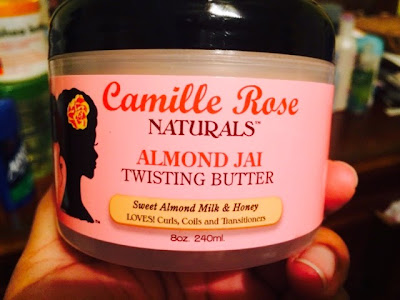 Camille Rose
NATURALS™
ALMOND JAI
TWISTING BUTTER
Sweet Almond Milk & Honey
LOVES! Curls, Coils and Transitioners
8oz. 240ml.